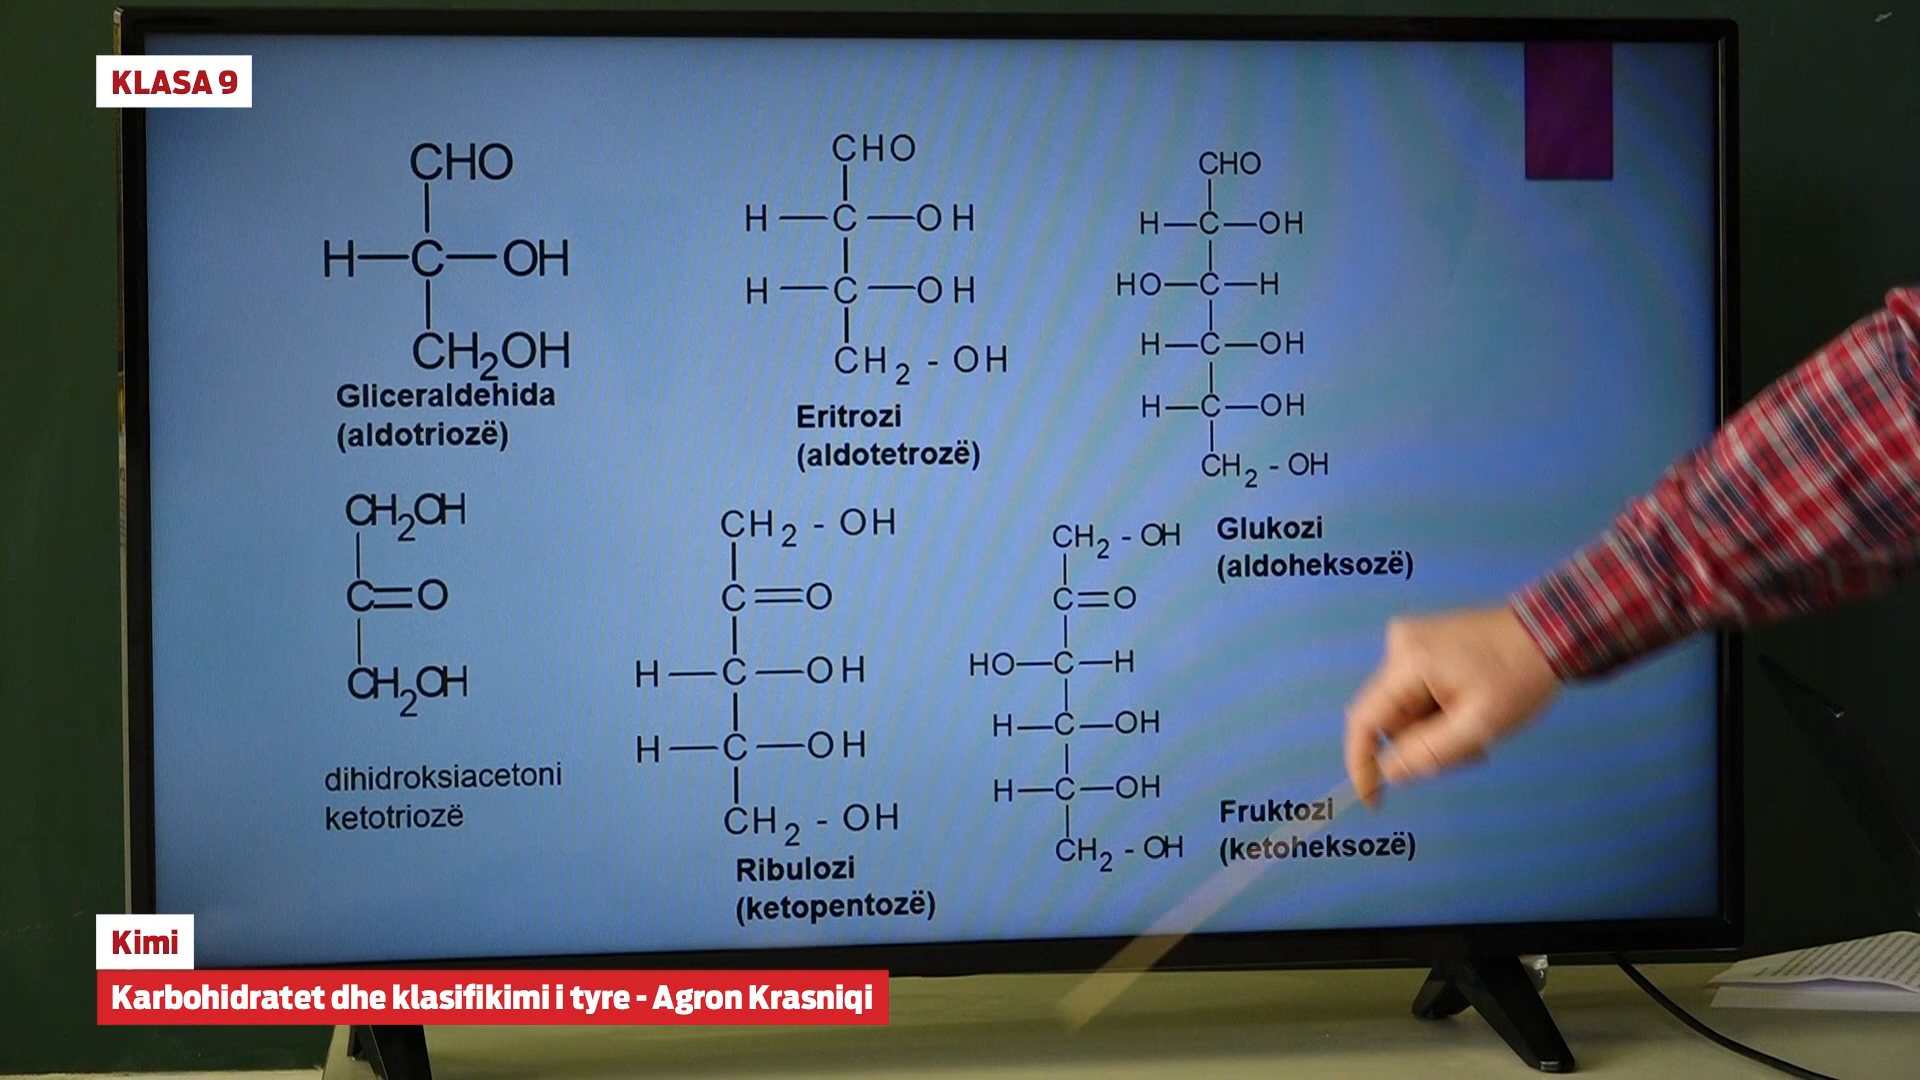 KLASA 9
CHO
H—C—OH
CH2OH
Gliceraldehida
(aldotriozë)
CHO
H—C—OH
H—C—OH
CH2 - OH
Eritrozi
(aldotetrozë)
CHO
H—C—OH
HO—C—H
H—C—OH
H—C—OH
CH2 - OH
Glukozi
(aldoheksozë)
CH2OH
C=O
CH2OH
dihidroksiacetoni
ketotriozë
CH2 - OH
C=O
H—C—OH
H—C—OH
CH2 - OH
Ribulozi
(ketopentozë)
CH2 - OH
C=O
HO—C—H
H—C—OH
H—C—OH
CH2 - OH
Fruktozi
(ketoheksozë)
Kimi
Karbohidratet dhe klasifikimi i tyre - Agron Krasniqi